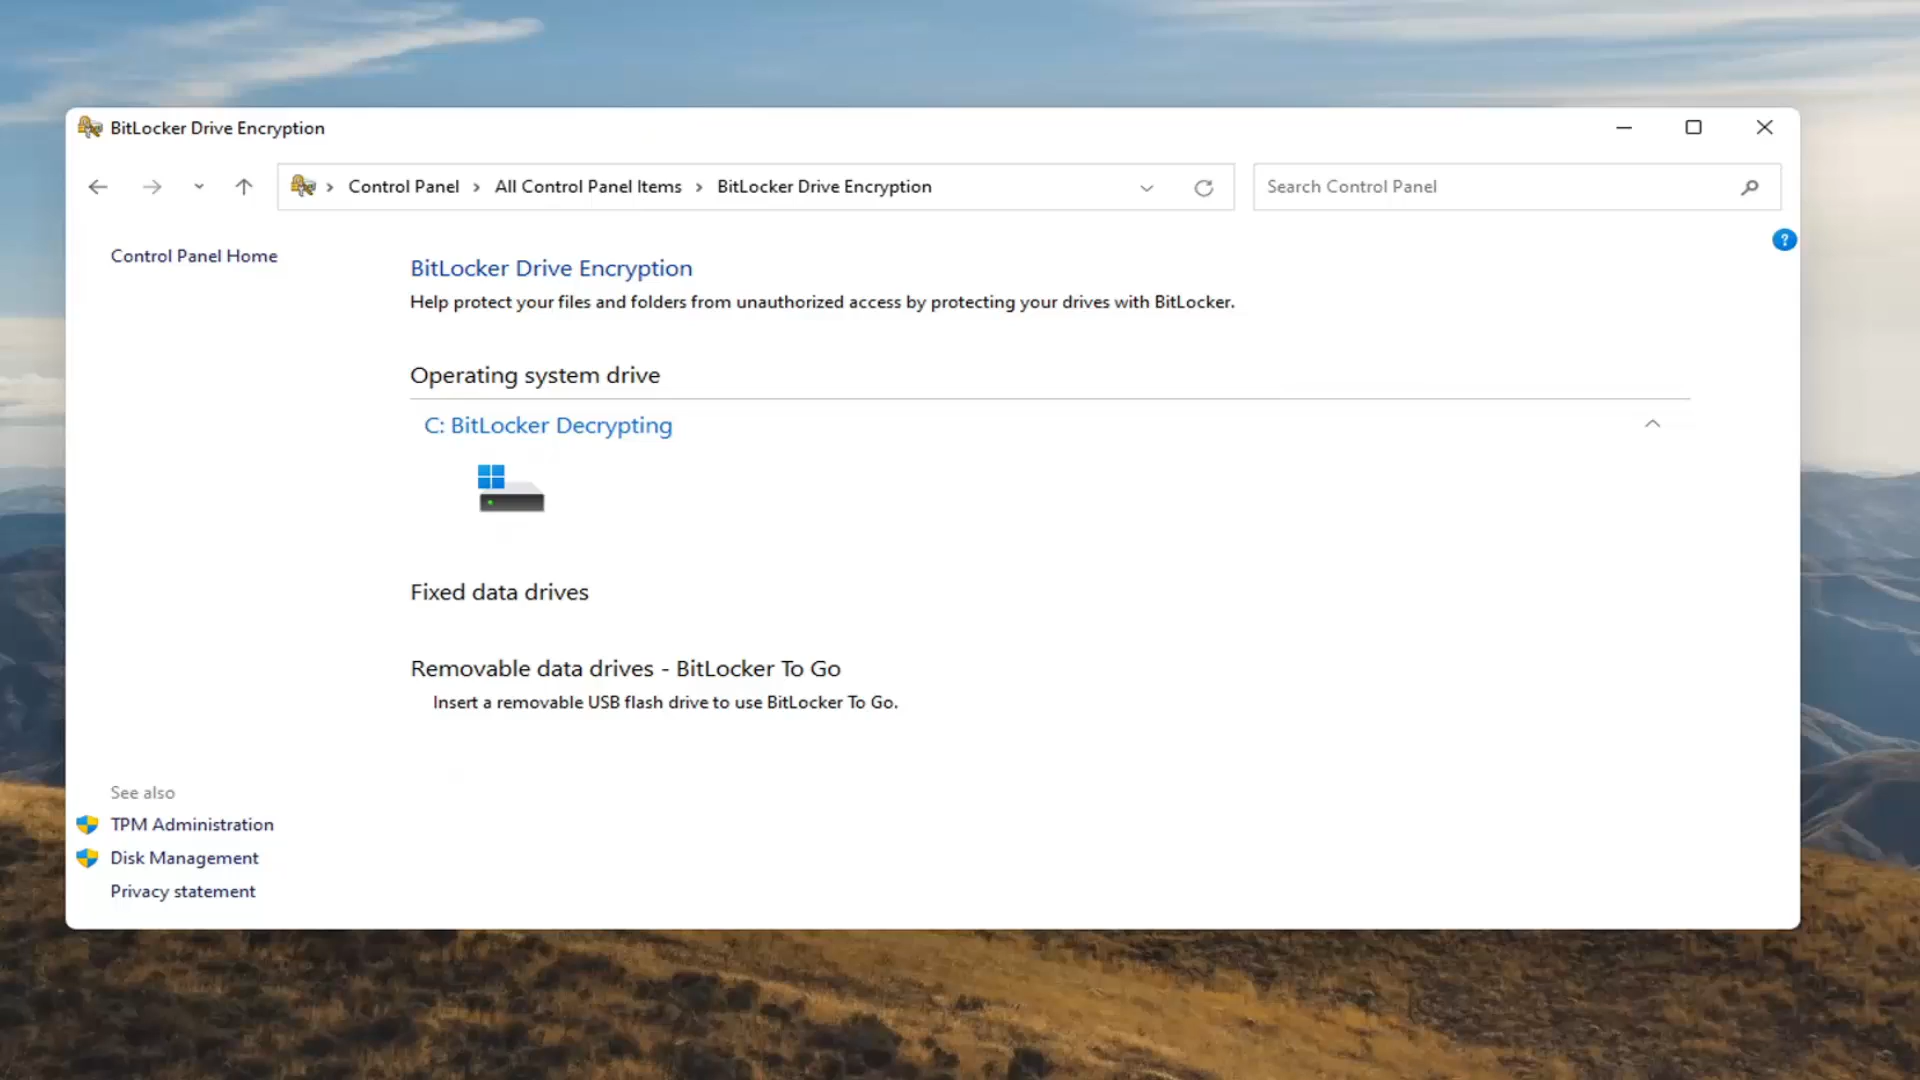 BitLocker Drive Encryption
Control Panel > All Control Panel Items > BitLocker Drive Encryption
Search Control Panel
?
Control Panel Home
BitLocker Drive Encryption
Help protect your files and folders from unauthorized access by protecting your drives with BitLocker.
Operating system drive
C: BitLocker Decrypting
Fixed data drives
Removable data drives - BitLocker To Go
Insert a removable USB flash drive to use BitLocker To Go.
See also
TPM Administration
Disk Management
Privacy statement